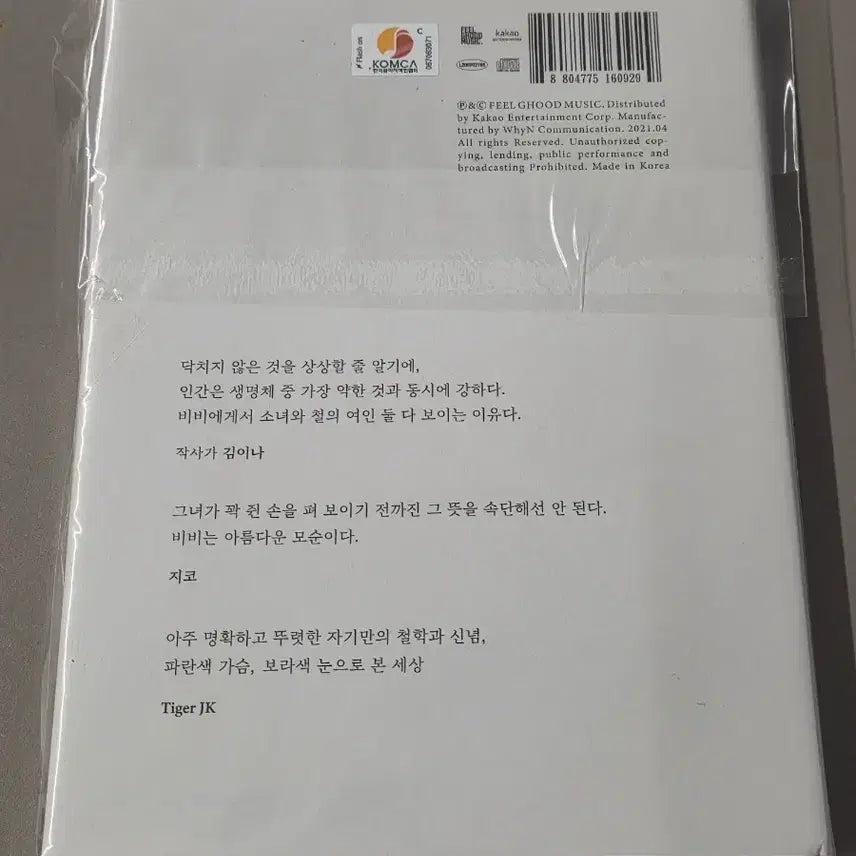 Flash on
KOMCA
C
FEEL
GHOOD
MUSIC.
kakao
8 804775 160929
Ⓟ&Ⓒ FEEL GHOOD MUSIC. Distributed
by Kakao Entertainment Corp. Manufac-
tured by WhyN Communication. 2021.04
All rights Reserved. Unauthorized cop-
ying, lending, public performance and
broadcasting Prohibited. Made in Korea
닥치지 않은 것을 상상할 줄 알기에,
인간은 생명체 중 가장 약한 것과 동시에 강하다.
비비에게서 소녀와 철의 여인 둘 다 보이는 이유다.
작사가 김이나
그녀가 꽉 쥔 손을 펴 보이기 전까진 그 뜻을 속단해선 안 된다.
비비는 아름다운 모순이다.
지코
아주 명확하고 뚜렷한 자기만의 철학과 신념,
파란색 가슴, 보라색 눈으로 본 세상
Tiger JK